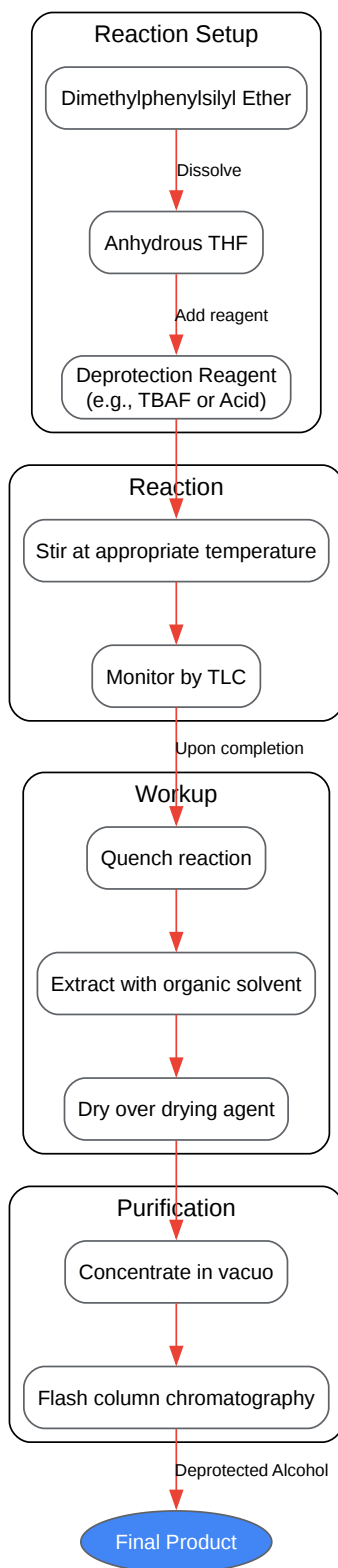 Reaction Setup
Dimethylphenylsilyl Ether
Dissolve
Anhydrous THF
Add reagent
Deprotection Reagent
(e.g., TBAF or Acid)
Reaction
Stir at appropriate temperature
Monitor by TLC
Upon completion
Workup
Quench reaction
Extract with organic solvent
Dry over drying agent
Purification
Concentrate in vacuo
Flash column chromatography
Deprotected Alcohol
Final Product